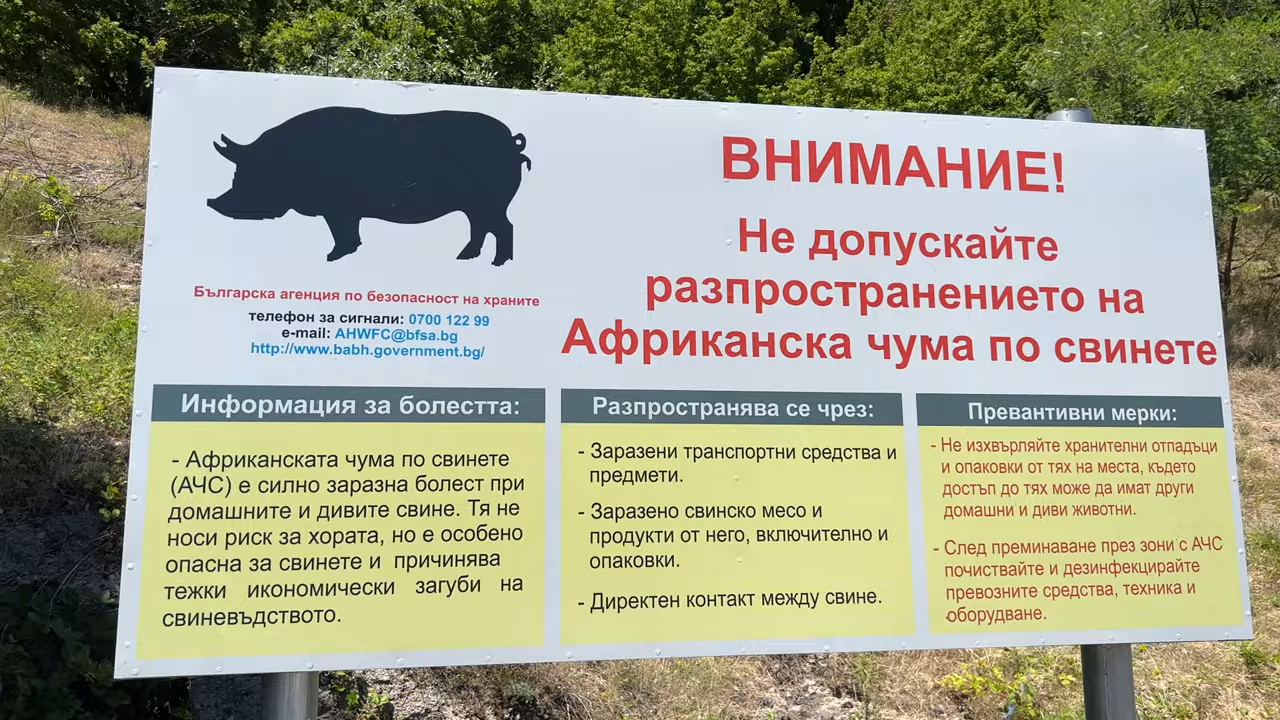 ВНИМАНИЕ!
Не допускайте
разпространението на
Африканска чума по свинете
Българска агенция по безопасност на храните
телефон за сигнали: 0700 122 99
e-mail: AHWFC@bfsa.bg
http://www.babh.government.bg/
Информация за болестта:
- Африканската чума по свинете
(АЧС) е силно заразна болест при
домашните и дивите свине. Тя не
носи риск за хората, но е особено
опасна за свинете и причинява
тежки икономически загуби на
свиневъдството.
Разпространява се чрез:
- Заразени транспортни средства и
предмети.
- Заразено свинско месо и
продукти от него, включително и
опаковки.
- Директен контакт между свине.
Превантивни мерки:
- Не изхвърляйте хранителни отпадъци
и опаковки от тях на места, където
достъп до тях може да имат други
домашни и диви животни.
- След преминаване през зони с АЧС
почиствайте и дезинфекцирайте
превозните средства, техника и
оборудване.